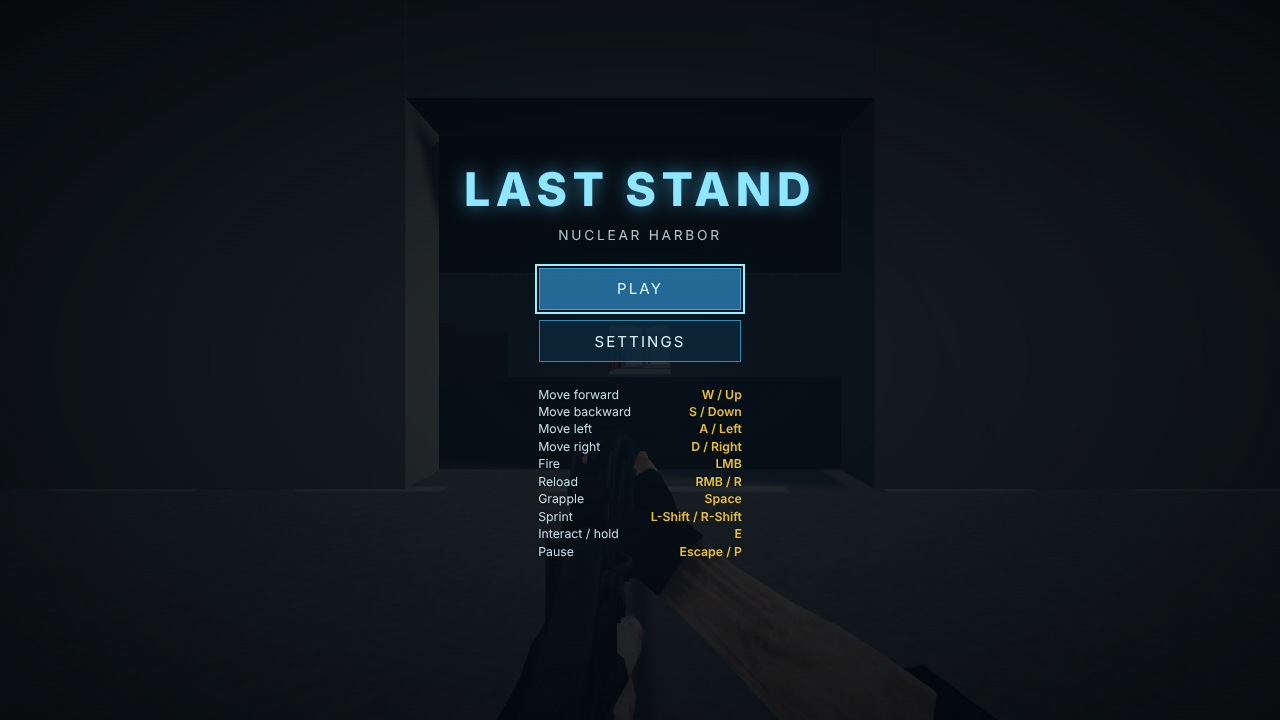 LAST STAND
NUCLEAR HARBOR
PLAY
SETTINGS
Move forward W / Up
Move backward S / Down
Move left A / Left
Move right D / Right
Fire LMB
Reload RMB / R
Grapple Space
Sprint L-Shift / R-Shift
Interact / hold E
Pause Escape / P